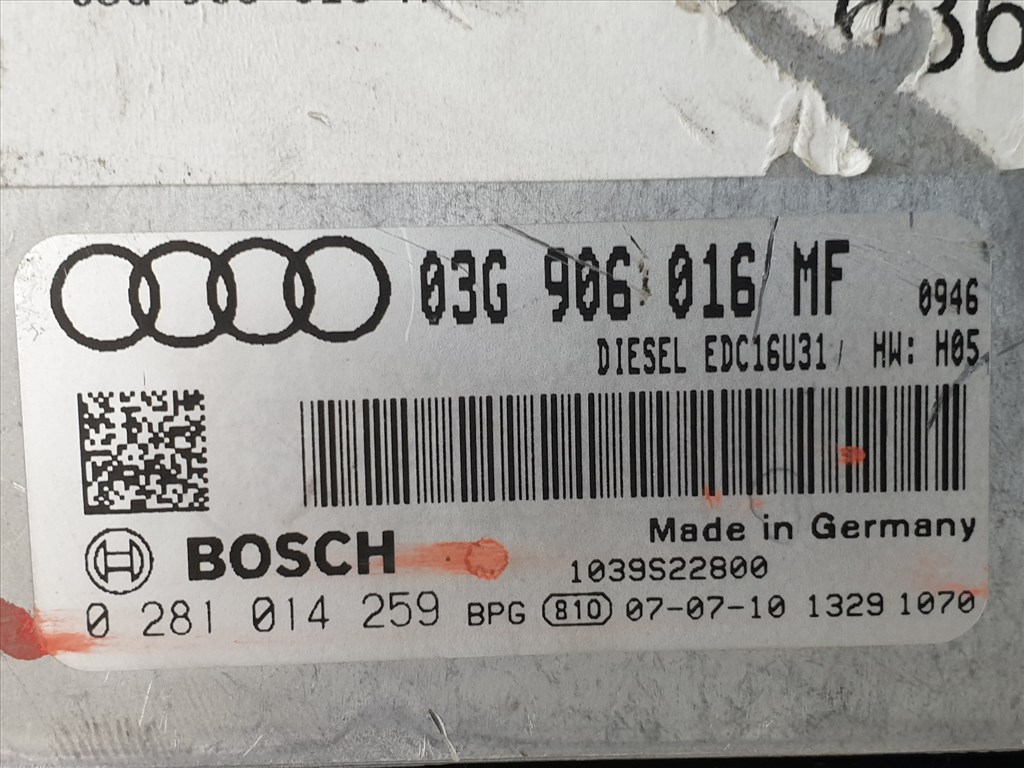 36
03G 906 016 MF 0946
DIESEL EDC16U31 HW: H05
BOSCH
Made in Germany
1039S22800
0 281 014 259 BPG 810 07-07-10 1329 1070